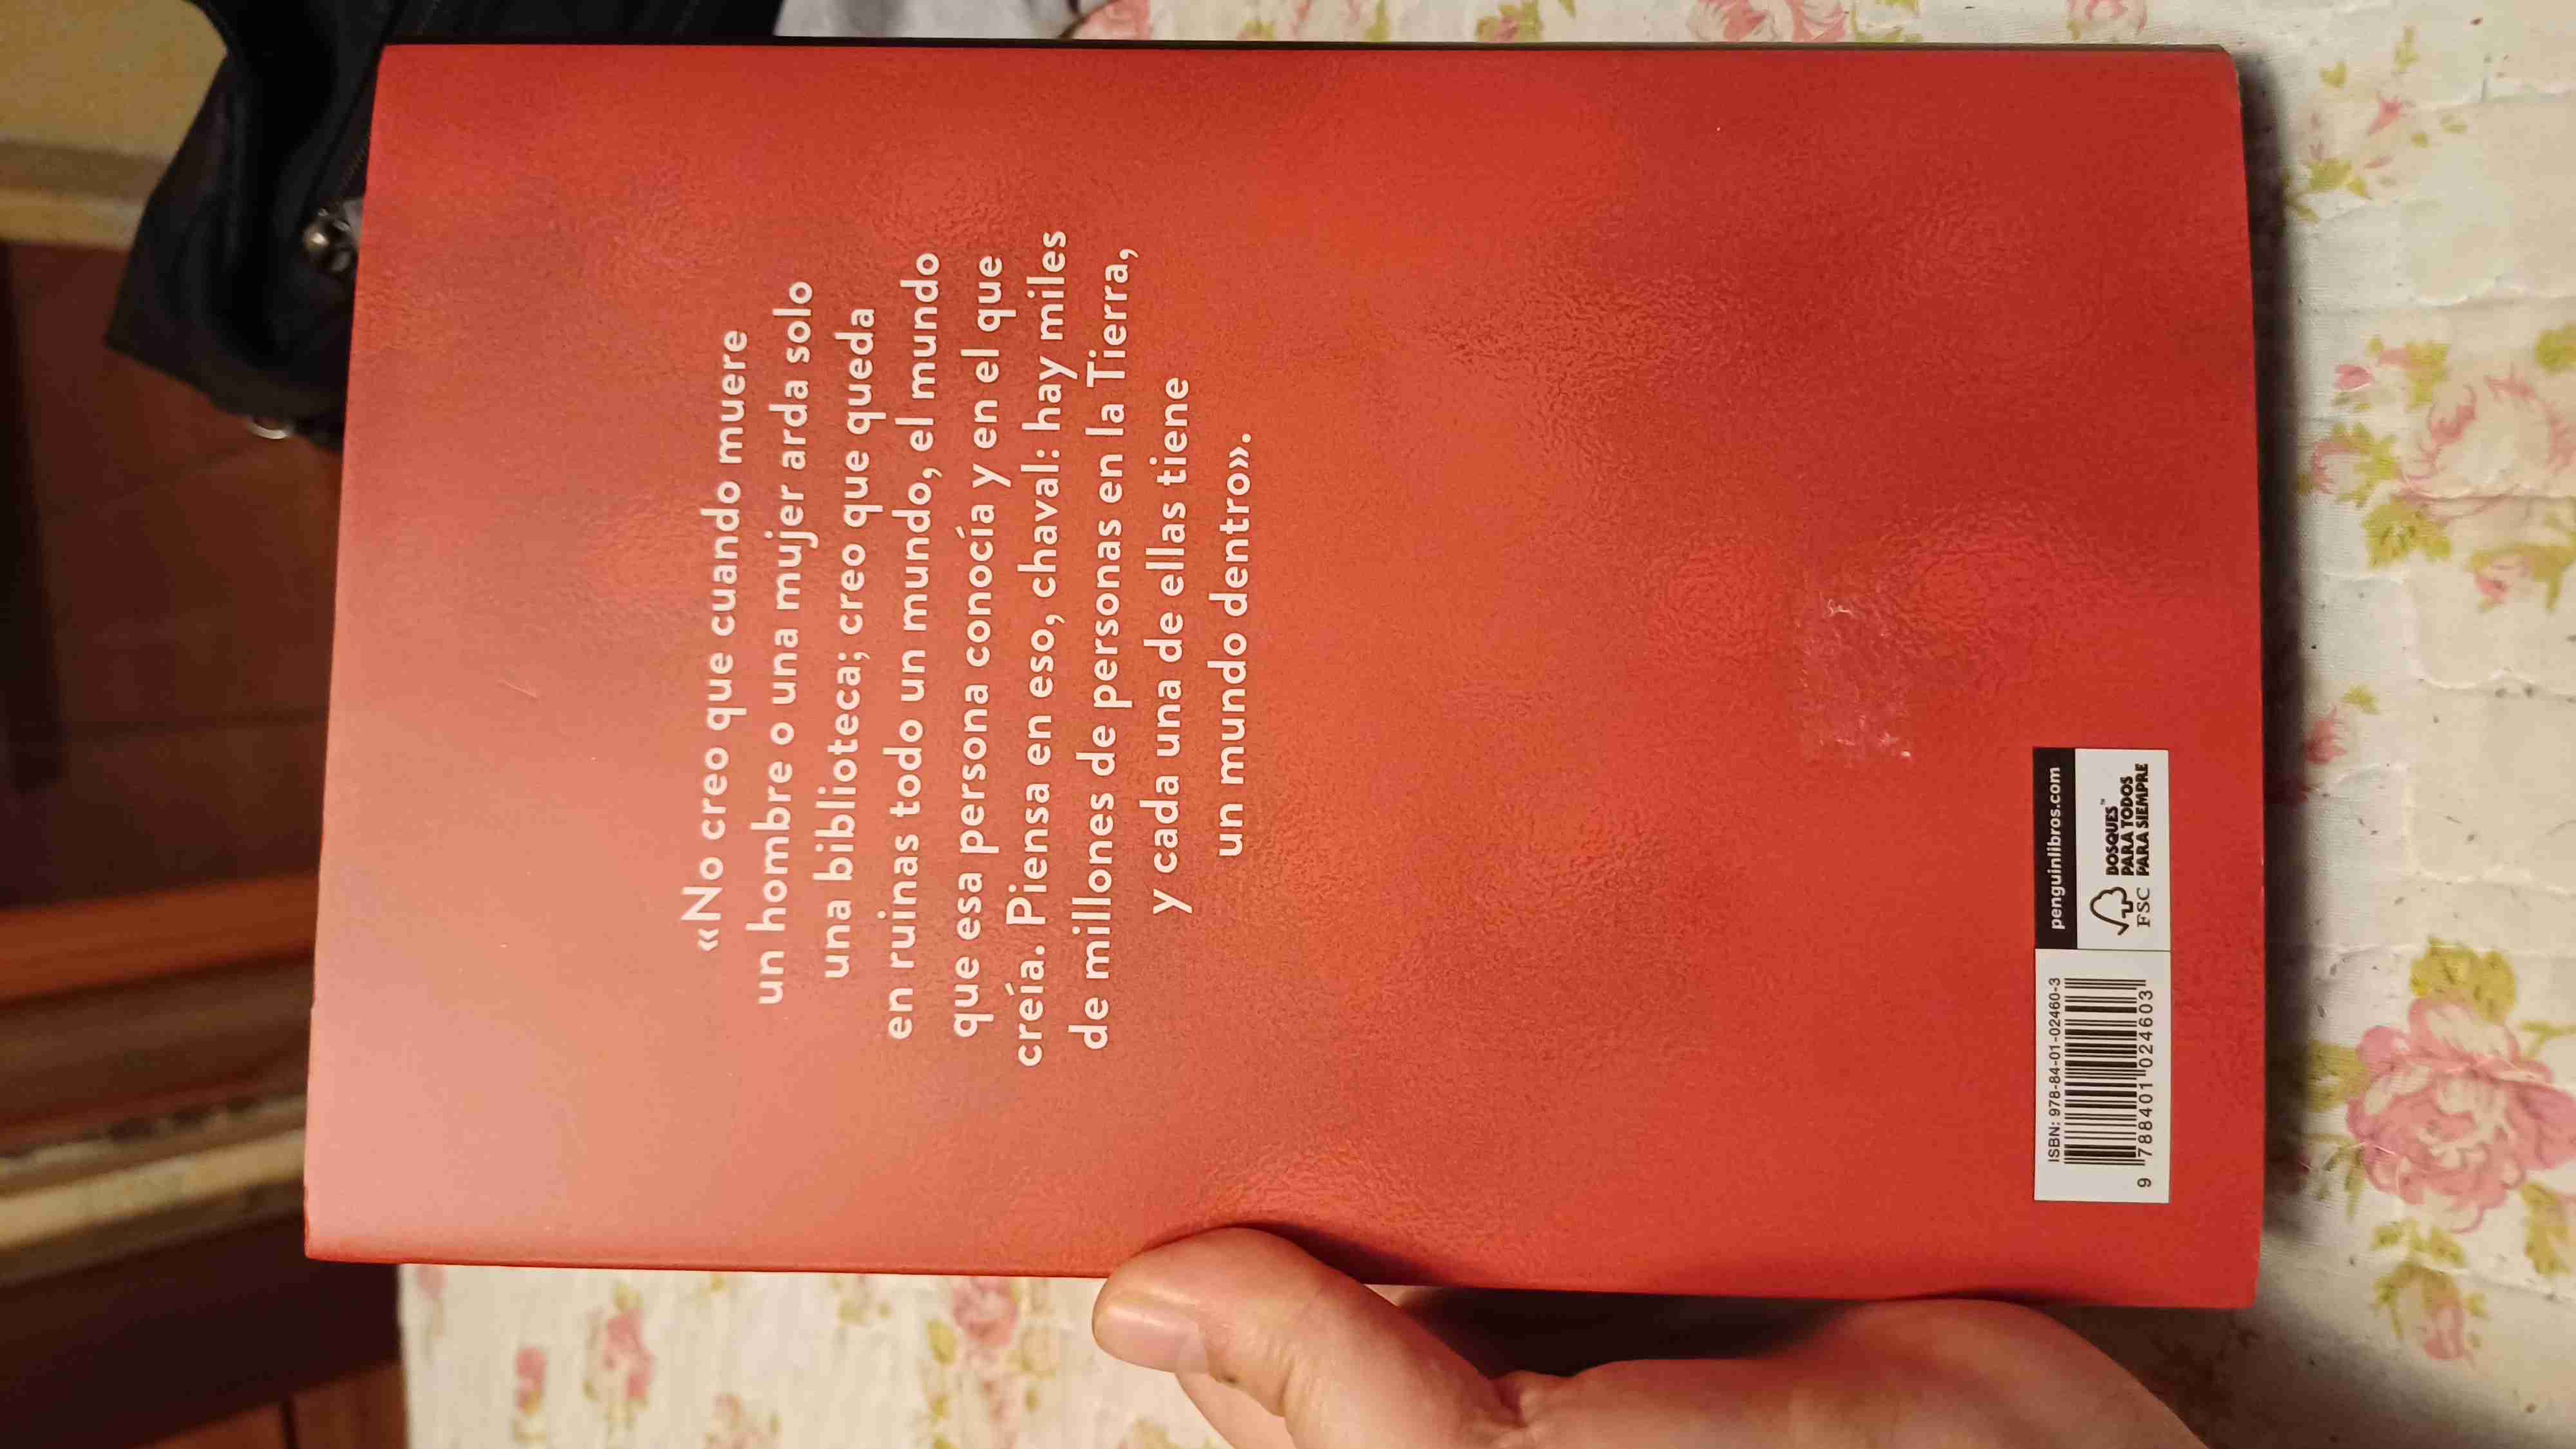 «No creo que cuando muere
un hombre o una mujer arda solo
una biblioteca; creo que queda
en ruinas todo un mundo, el mundo
que esa persona conocía y en el que
creía. Piensa en eso, chaval: hay miles
de millones de personas en la Tierra,
y cada una de ellas tiene
un mundo dentro».
ISBN: 978-84-01-02460-3
9 788401 024603
penguinlibros.com
FSC
BOSQUES™
PARA TODOS
PARA SIEMPRE